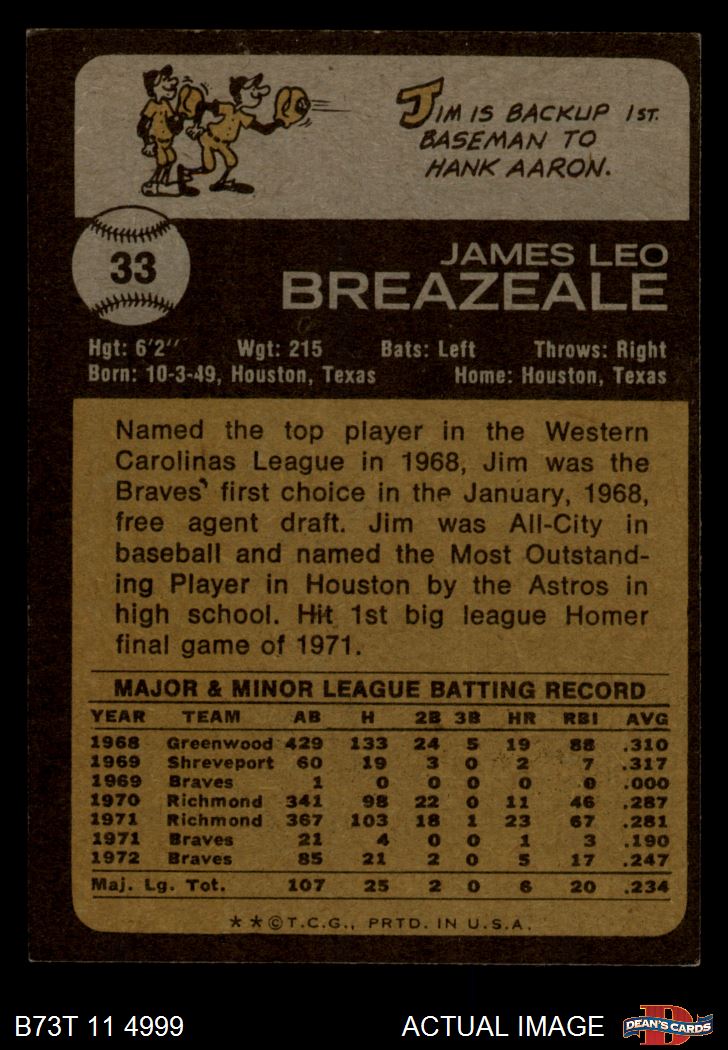 JIM IS BACKUP 1ST.
BASEMAN TO
HANK AARON.
33
JAMES LEO
BREAZEALE
Hgt: 6'2" Wgt: 215 Bats: Left Throws: Right
Born: 10-3-49, Houston, Texas Home: Houston, Texas
Named the top player in the Western
Carolinas League in 1968, Jim was the
Braves' first choice in the January, 1968,
free agent draft. Jim was All-City in
baseball and named the Most Outstand-
ing Player in Houston by the Astros in
high school. Hit 1st big league Homer
final game of 1971.
MAJOR & MINOR LEAGUE BATTING RECORD
YEAR TEAM AB H 2B 3B HR RBI AVG
1968 Greenwood 429 133 24 5 19 88 .310
1969 Shreveport 60 19 3 0 2 7 .317
1969 Braves 1 0 0 0 0 0 .000
1970 Richmond 341 98 22 0 11 46 .287
1971 Richmond 367 103 18 1 23 67 .281
1971 Braves 21 4 0 0 1 3 .190
1972 Braves 85 21 2 0 5 17 .247
Maj. Lg. Tot. 107 25 2 0 6 20 .234
**©T.C.G., PRTD. IN U.S.A.
B73T 11 4999 ACTUAL IMAGE
D
DEAN'S CARDS